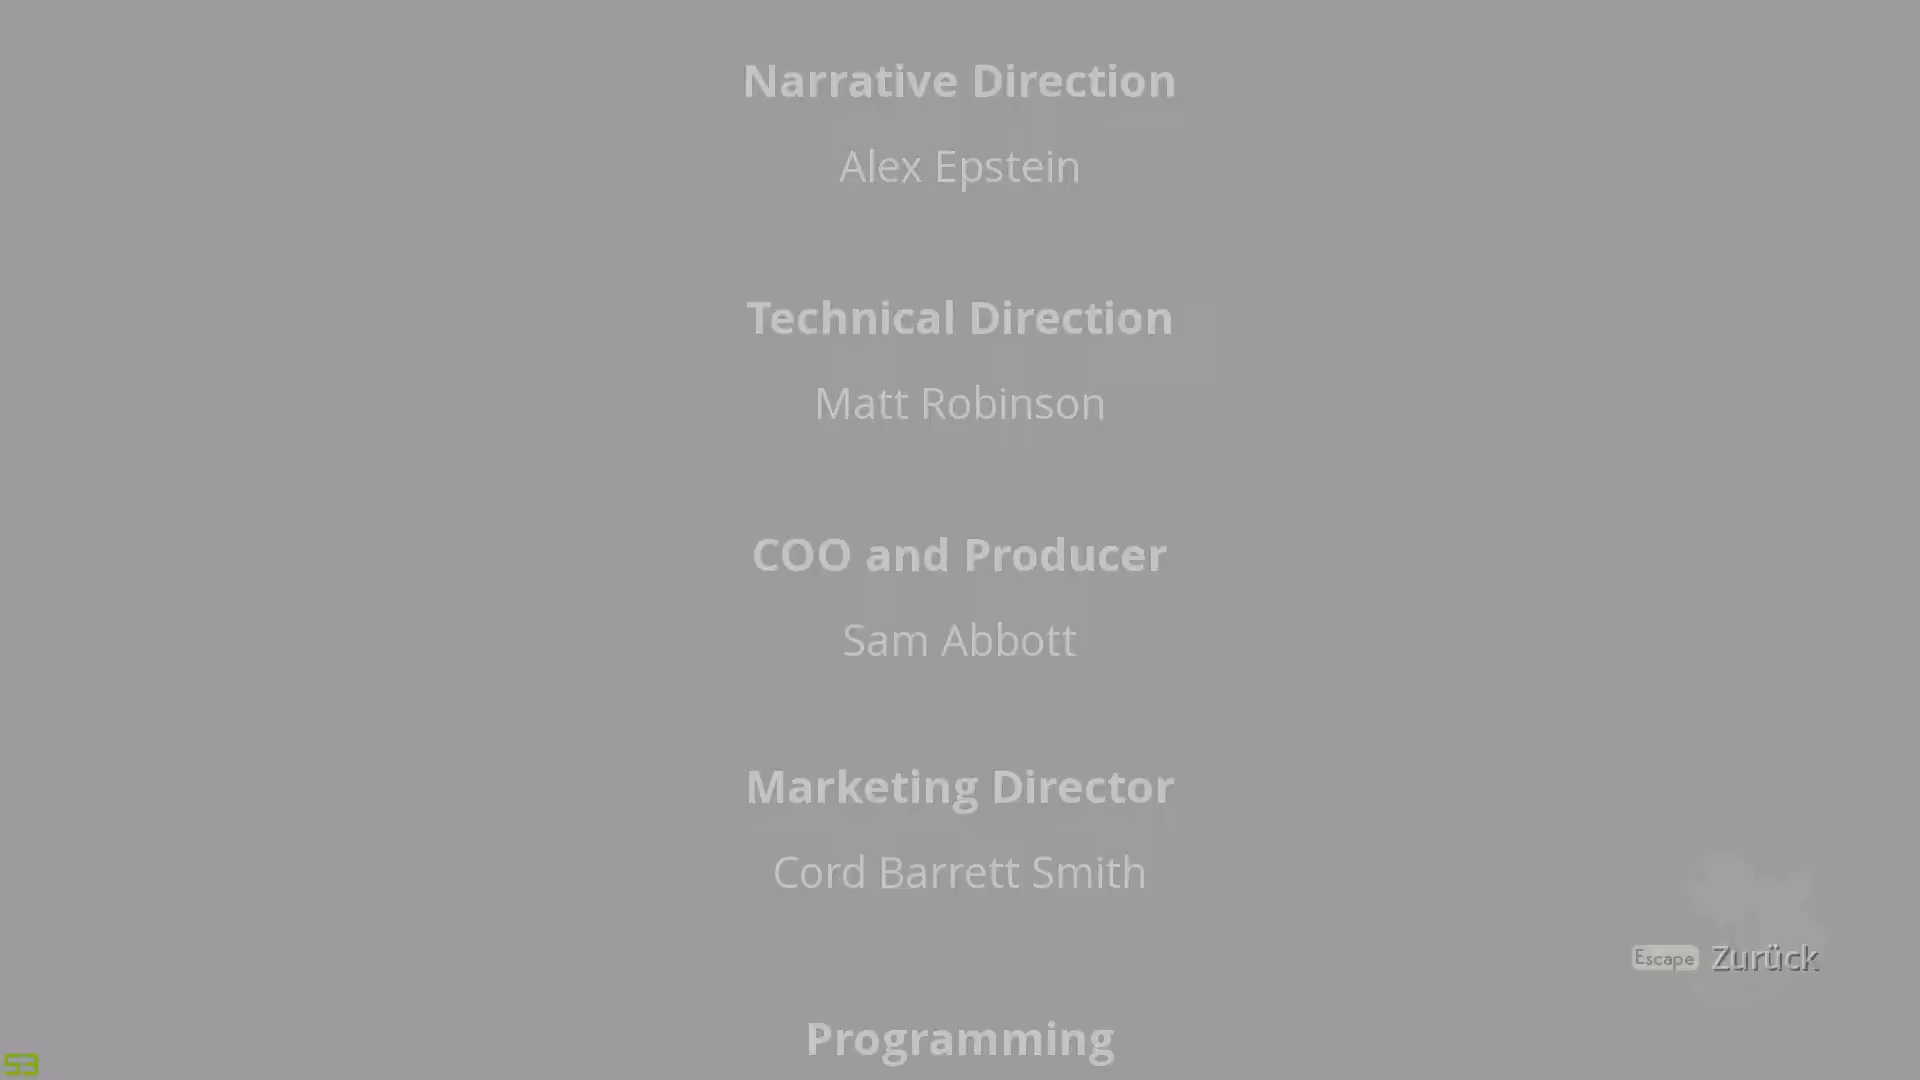 Narrative Direction
Alex Epstein
Technical Direction
Matt Robinson
COO and Producer
Sam Abbott
Marketing Director
Cord Barrett Smith
Escape Zurück
Programming
53